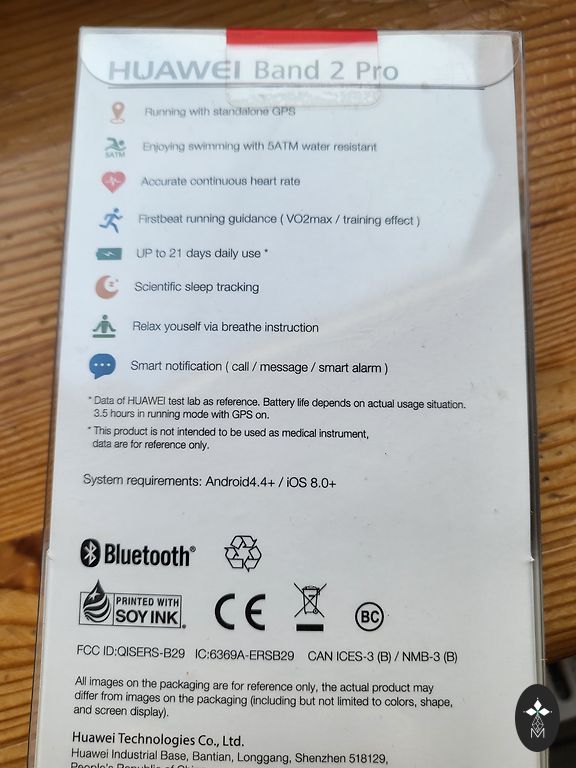 HUAWEI Band 2 Pro
Running with standalone GPS
5ATM
Enjoying swimming with 5ATM water resistant
Accurate continuous heart rate
Firstbeat running guidance ( VO2max / training effect )
UP to 21 days daily use *
Scientific sleep tracking
Relax youself via breathe instruction
Smart notification ( call / message / smart alarm )
* Data of HUAWEI test lab as reference. Battery life depends on actual usage situation.
3.5 hours in running mode with GPS on.
* This product is not intended to be used as medical instrument,
data are for reference only.
System requirements: Android4.4+ / iOS 8.0+
Bluetooth®
PRINTED WITH
SOY INK
CE
BC
FCC ID:QISERS-B29 IC:6369A-ERSB29 CAN ICES-3 (B) / NMB-3 (B)
All images on the packaging are for reference only, the actual product may
differ from images on the packaging (including but not limited to colors, shape,
and screen display).
Huawei Technologies Co., Ltd.
Huawei Industrial Base, Bantian, Longgang, Shenzhen 518129,
People's Republic of China
M